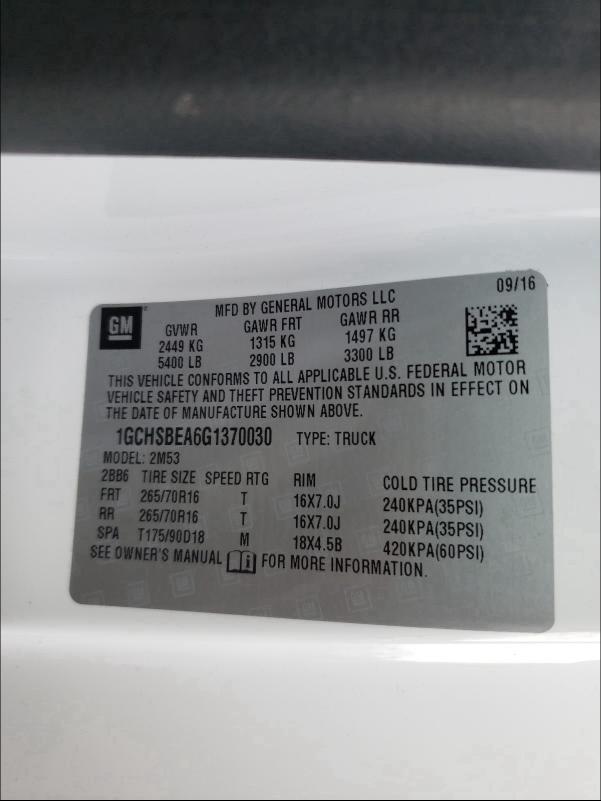 09/16
GM
MFD BY GENERAL MOTORS LLC
GVWR GAWR FRT GAWR RR
2449 KG 1315 KG 1497 KG
5400 LB 2900 LB 3300 LB
THIS VEHICLE CONFORMS TO ALL APPLICABLE U.S. FEDERAL MOTOR
VEHICLE SAFETY AND THEFT PREVENTION STANDARDS IN EFFECT ON
THE DATE OF MANUFACTURE SHOWN ABOVE.
1GCHSBEA6G1370030 TYPE: TRUCK
MODEL: 2M53
2BB6 TIRE SIZE SPEED RTG RIM COLD TIRE PRESSURE
FRT 265/70R16 T 16X7.0J 240KPA(35PSI)
RR 265/70R16 T 16X7.0J 240KPA(35PSI)
SPA T175/90D18 M 18X4.5B 420KPA(60PSI)
SEE OWNER'S MANUAL i FOR MORE INFORMATION.